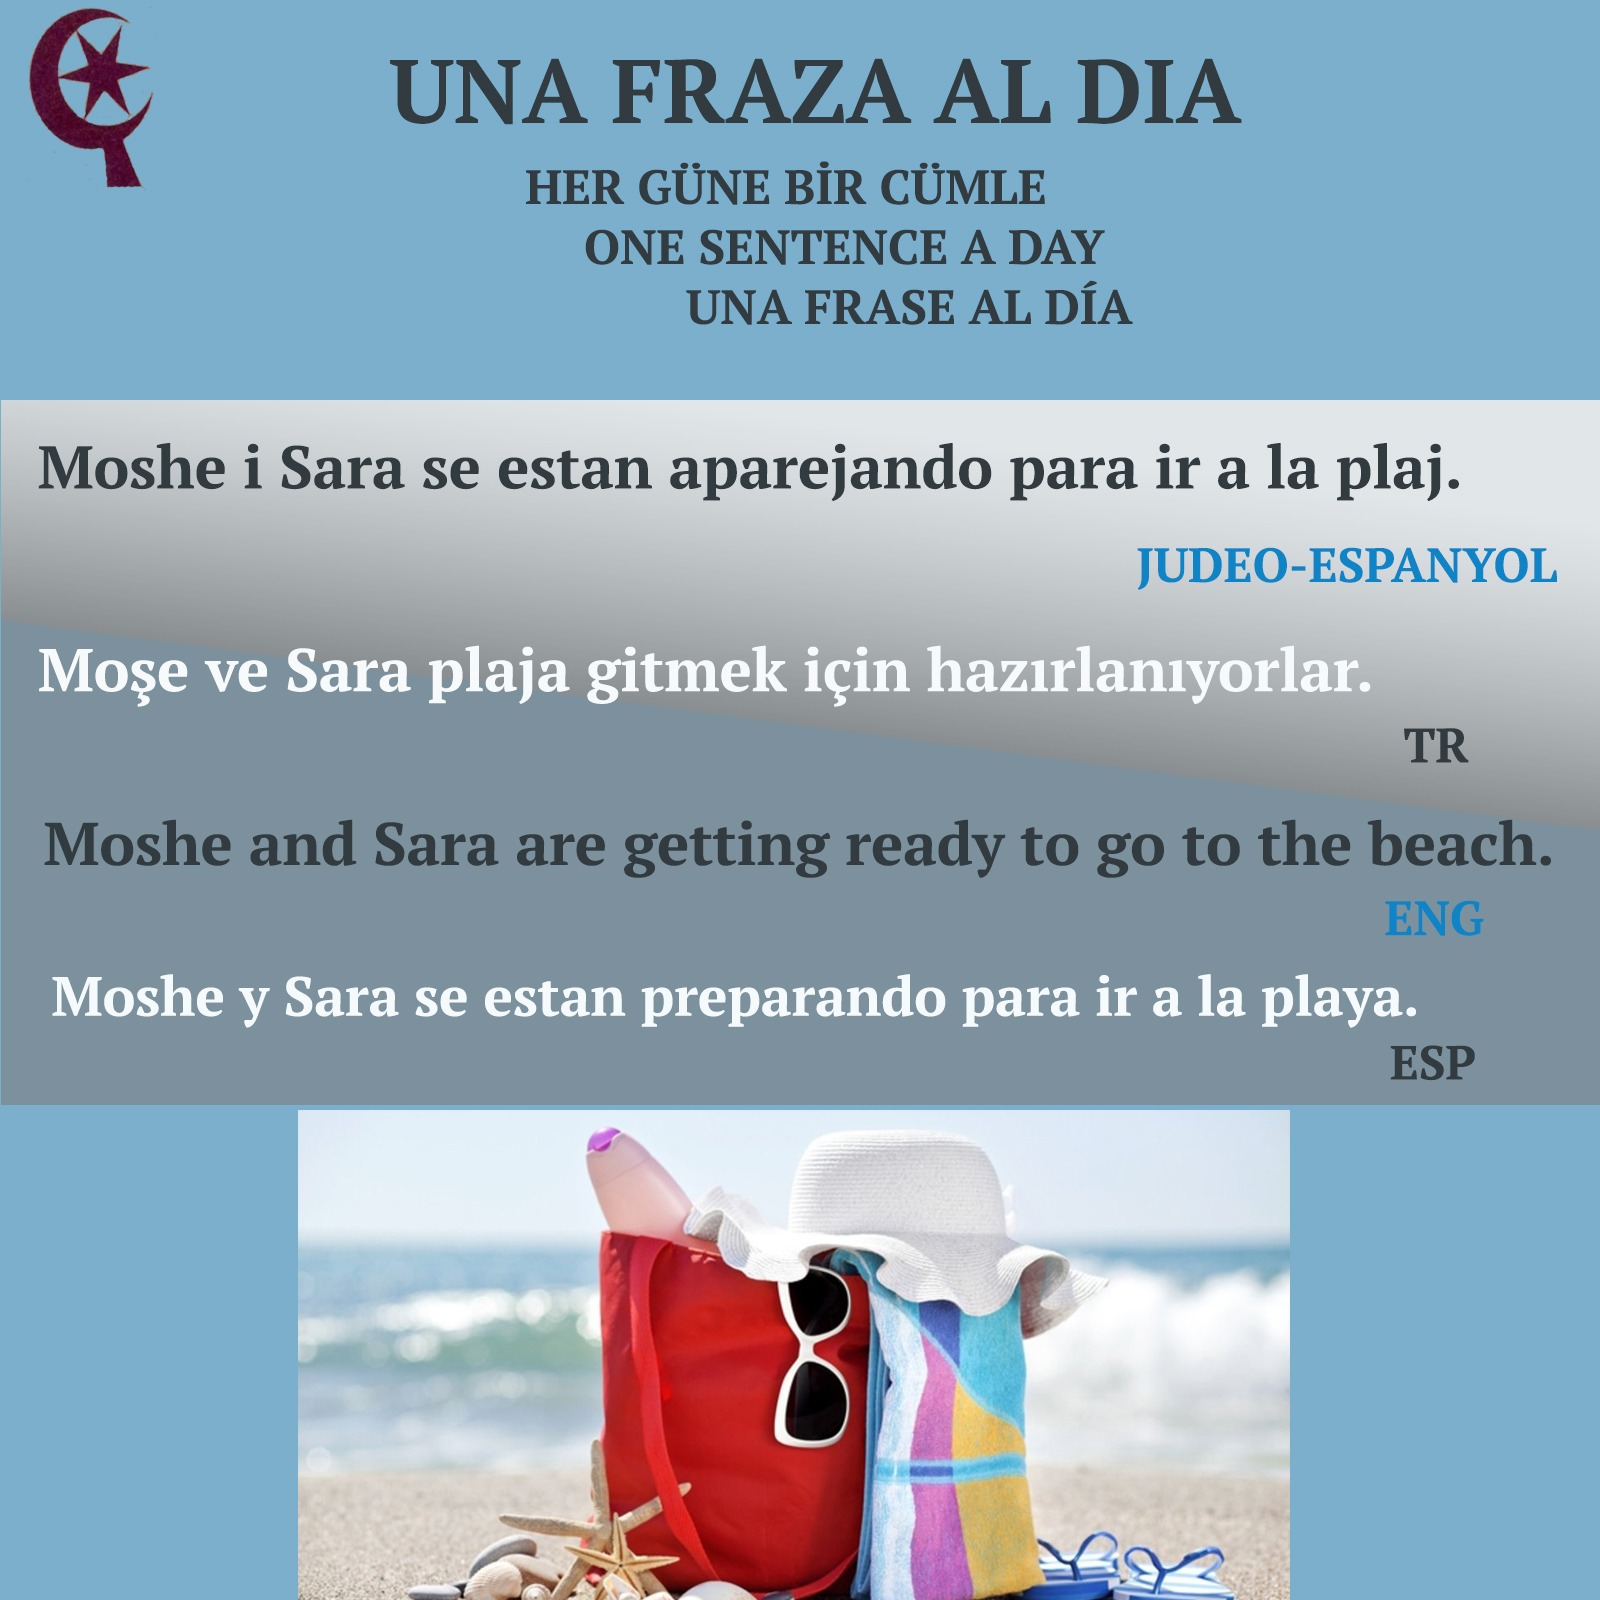 UNA FRAZA AL DIA
HER GÜNE BİR CÜMLE
ONE SENTENCE A DAY
UNA FRASE AL DÍA
Moshe i Sara se estan aparejando para ir a la plaj.
JUDEO-ESPANYOL
Moşe ve Sara plaja gitmek için hazırlanıyorlar.
TR
Moshe and Sara are getting ready to go to the beach.
ENG
Moshe y Sara se estan preparando para ir a la playa.
ESP